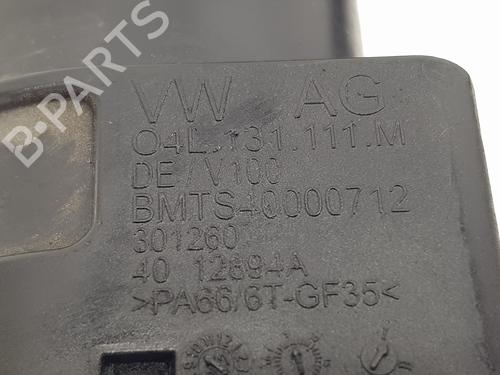 VW AG
04L.131.111.M
DE/V100
BMTS40000712
301260
40 12894A
>PA66/6T-GF35<
B-PARTS